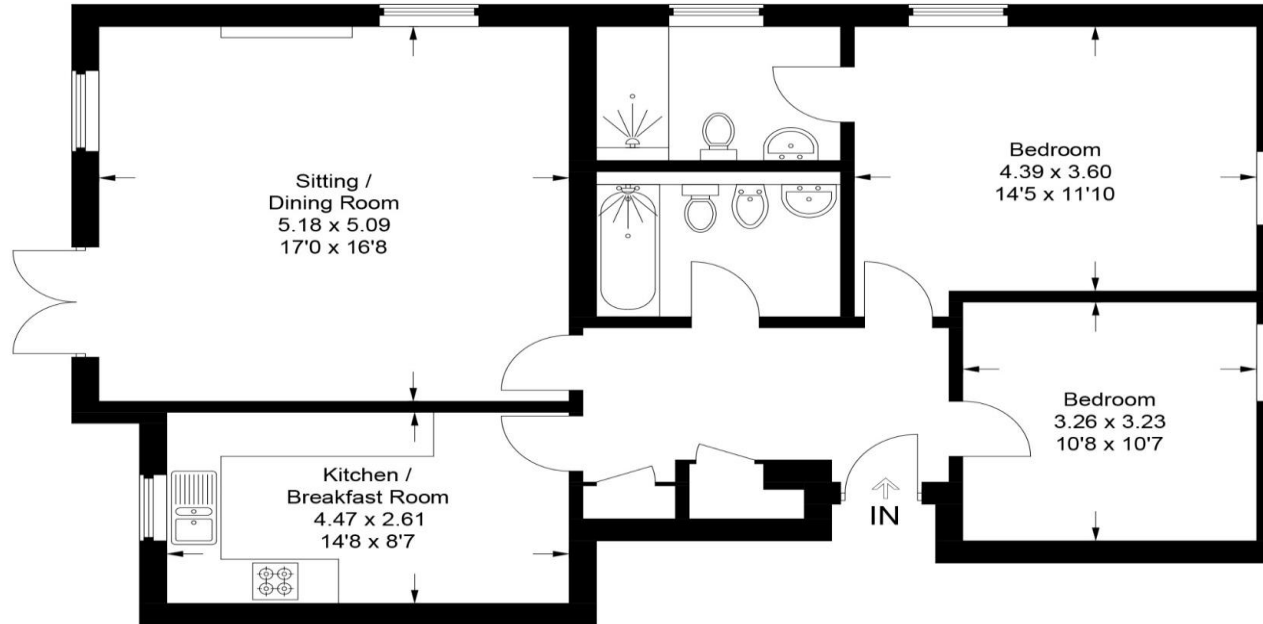 Sitting /
Dining Room
5.18 x 5.09
17'0 x 16'8
Bedroom
4.39 x 3.60
14'5 x 11'10
Kitchen /
Breakfast Room
4.47 x 2.61
14'8 x 8'7
Bedroom
3.26 x 3.23
10'8 x 10'7
IN